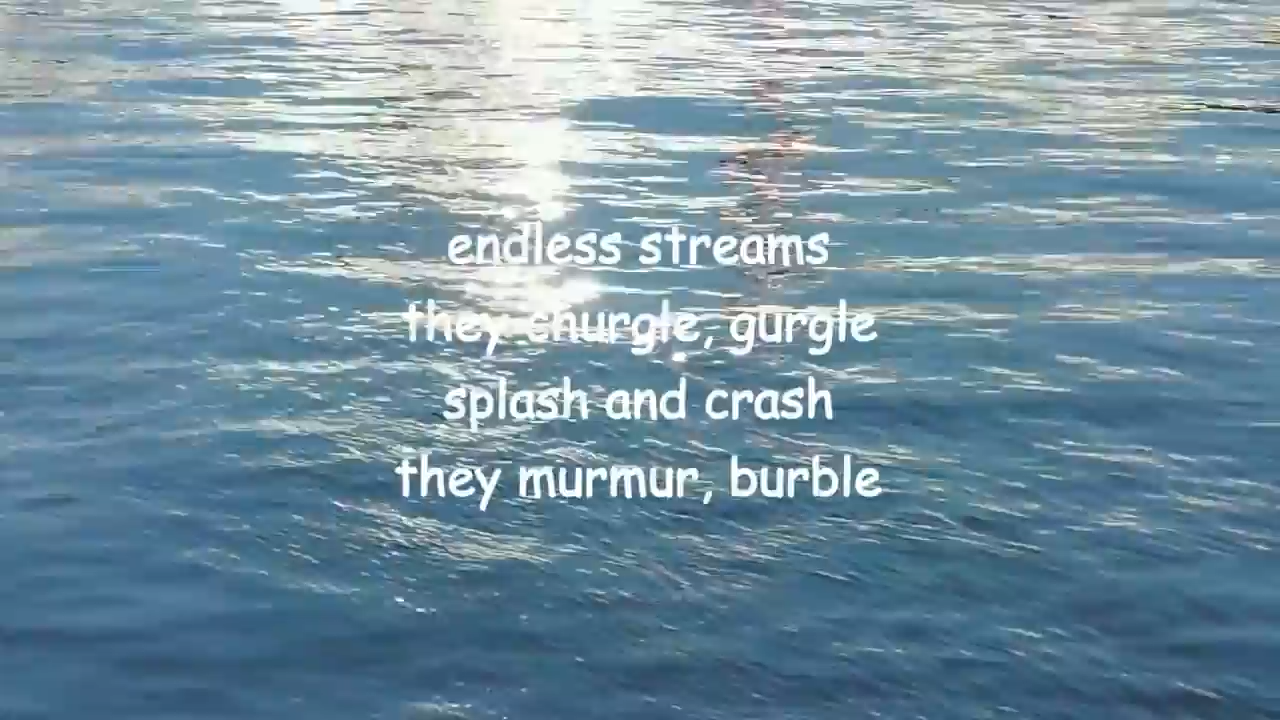 endless streams
they churgle, gurgle
splash and crash
they murmur, burble